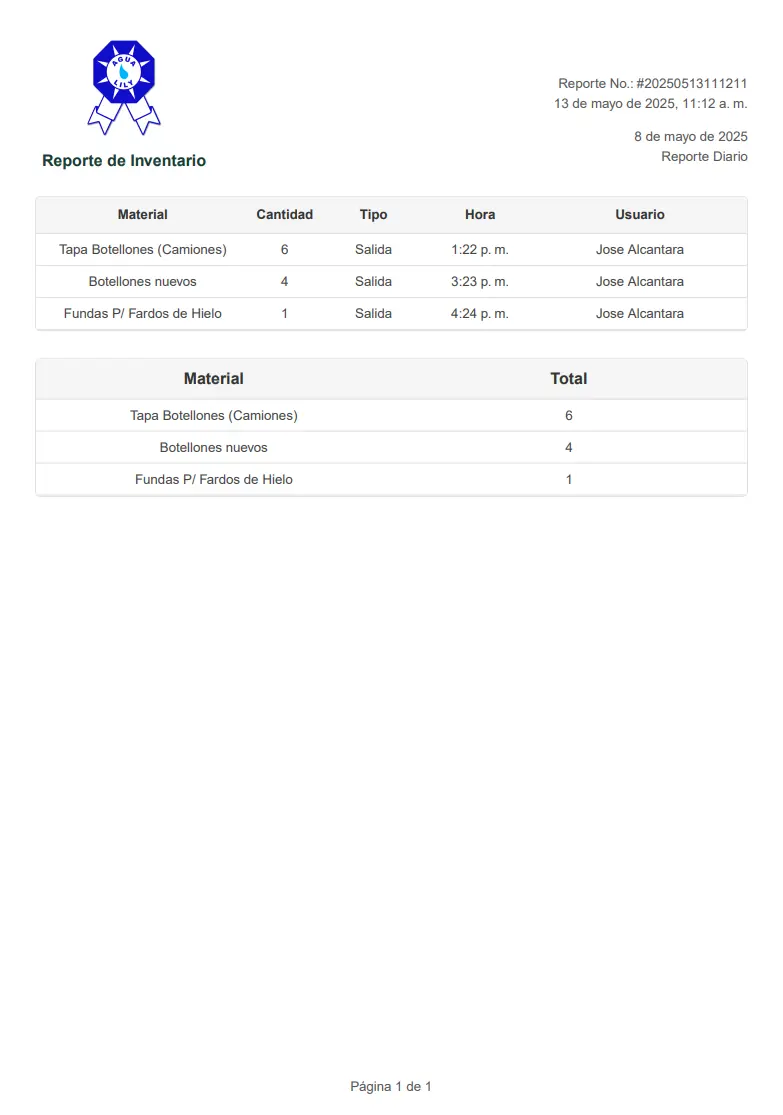 AGUA
LILY
Reporte No.: #20250513111211
13 de mayo de 2025, 11:12 a. m.
8 de mayo de 2025
Reporte Diario
Reporte de Inventario
Material Cantidad Tipo Hora Usuario
Tapa Botellones (Camiones) 6 Salida 1:22 p. m. Jose Alcantara
Botellones nuevos 4 Salida 3:23 p. m. Jose Alcantara
Fundas P/ Fardos de Hielo 1 Salida 4:24 p. m. Jose Alcantara
Material Total
Tapa Botellones (Camiones) 6
Botellones nuevos 4
Fundas P/ Fardos de Hielo 1
Página 1 de 1